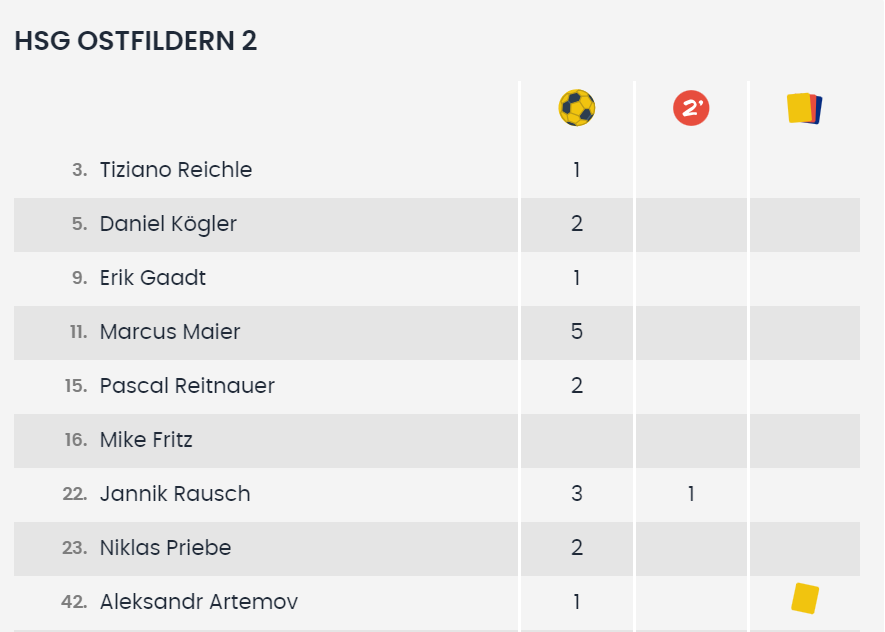 HSG OSTFILDERN 2
2'
3. Tiziano Reichle 1
5. Daniel Kögler 2
9. Erik Gaadt 1
11. Marcus Maier 5
15. Pascal Reitnauer 2
16. Mike Fritz
22. Jannik Rausch 3 1
23. Niklas Priebe 2
42. Aleksandr Artemov 1